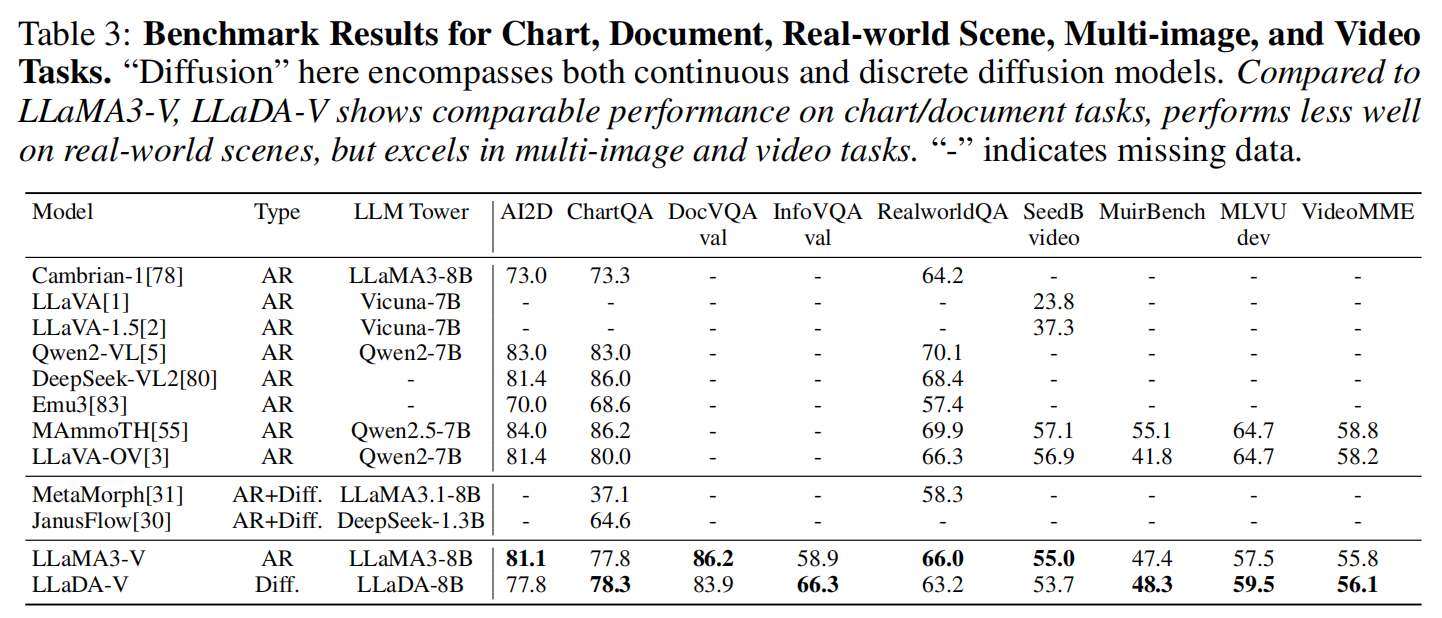 Table 3: Benchmark Results for Chart, Document, Real-world Scene, Multi-image, and Video
Tasks. “Diffusion” here encompasses both continuous and discrete diffusion models. Compared to
LLaMA3-V, LLaDA-V shows comparable performance on chart/document tasks, performs less well
on real-world scenes, but excels in multi-image and video tasks. “-” indicates missing data.
Model Type LLM Tower AI2D ChartQA DocVQA InfoVQA RealworldQA SeedB MuirBench MLVU VideoMME
val val video dev
Cambrian-1[78] AR LLaMA3-8B 73.0 73.3 - - 64.2 - - - -
LLaVA[1] AR Vicuna-7B - - - - - 23.8 - - -
LLaVA-1.5[2] AR Vicuna-7B - - - - - 37.3 - - -
Qwen2-VL[5] AR Qwen2-7B 83.0 83.0 - - 70.1 - - - -
DeepSeek-VL2[80] AR - 81.4 86.0 - - 68.4 - - - -
Emu3[83] AR - 70.0 68.6 - - 57.4 - - - -
MAmmoTH[55] AR Qwen2.5-7B 84.0 86.2 - - 69.9 57.1 55.1 64.7 58.8
LLaVA-OV[3] AR Qwen2-7B 81.4 80.0 - - 66.3 56.9 41.8 64.7 58.2
MetaMorph[31] AR+Diff. LLaMA3.1-8B - 37.1 - - 58.3 - - - -
JanusFlow[30] AR+Diff. DeepSeek-1.3B - 64.6 - - - - - - -
LLaMA3-V AR LLaMA3-8B 81.1 77.8 86.2 58.9 66.0 55.0 47.4 57.5 55.8
LLaDA-V Diff. LLaDA-8B 77.8 78.3 83.9 66.3 63.2 53.7 48.3 59.5 56.1